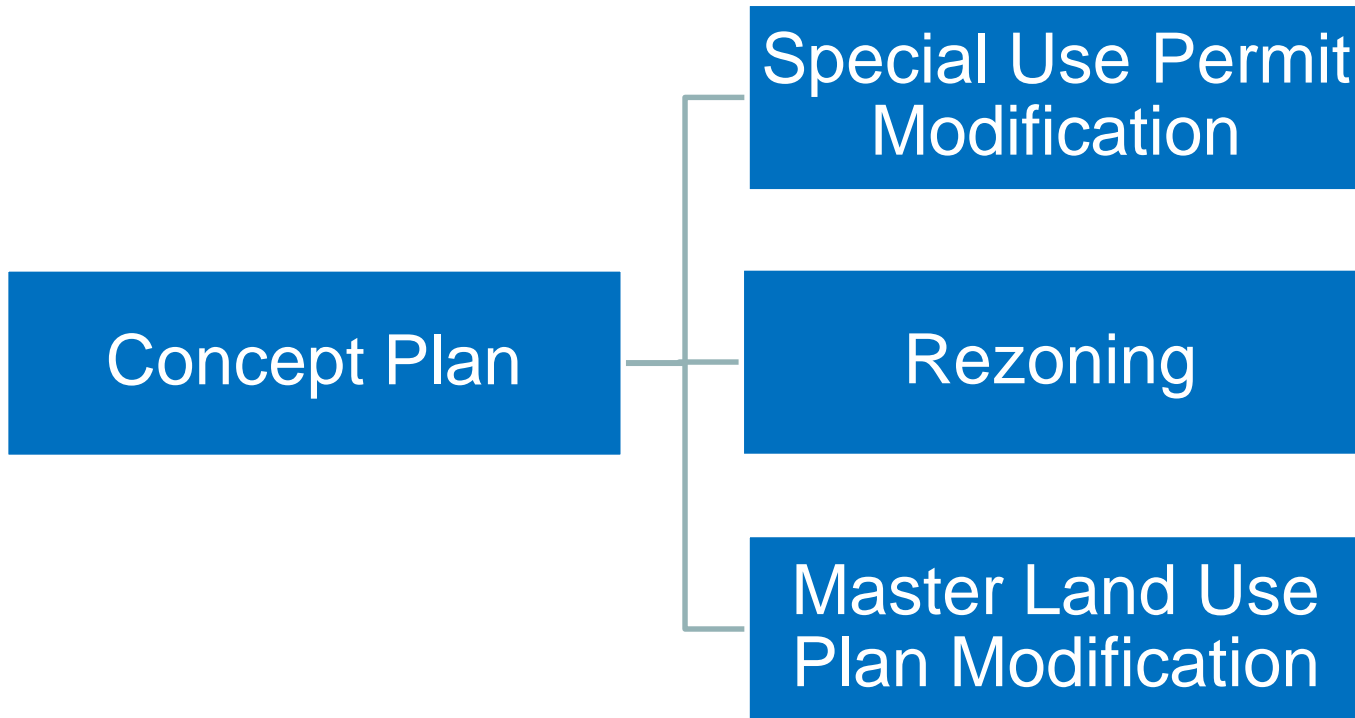 Concept Plan
Special Use Permit
Modification
Rezoning
Master Land Use
Plan Modification